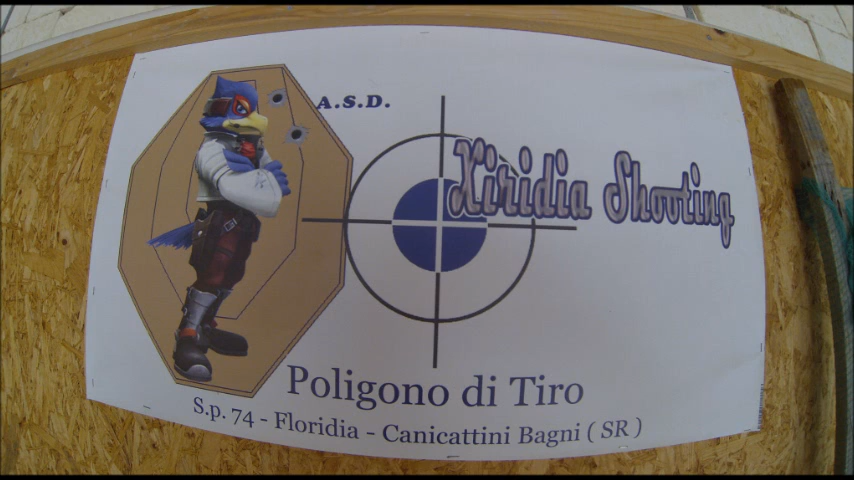 A.S.D.
Xiridia Shooting
Poligono di Tiro
S.p. 74 - Floridia - Canicattini Bagni ( SR )